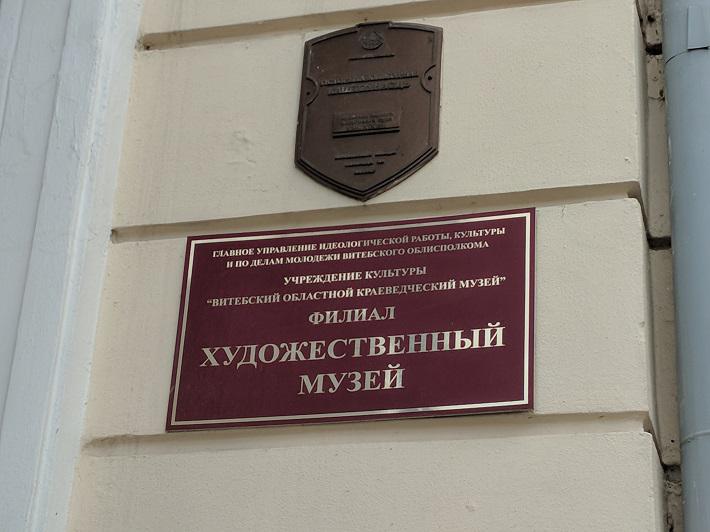 ГЛАВНОЕ УПРАВЛЕНИЕ ИДЕОЛОГИЧЕСКОЙ РАБОТЫ, КУЛЬТУРЫ
И ПО ДЕЛАМ МОЛОДЕЖИ ВИТЕБСКОГО ОБЛИСПОЛКОМА
УЧРЕЖДЕНИЕ КУЛЬТУРЫ
“ВИТЕБСКИЙ ОБЛАСТНОЙ КРАЕВЕДЧЕСКИЙ МУЗЕЙ”
ФИЛИАЛ
ХУДОЖЕСТВЕННЫЙ
МУЗЕЙ